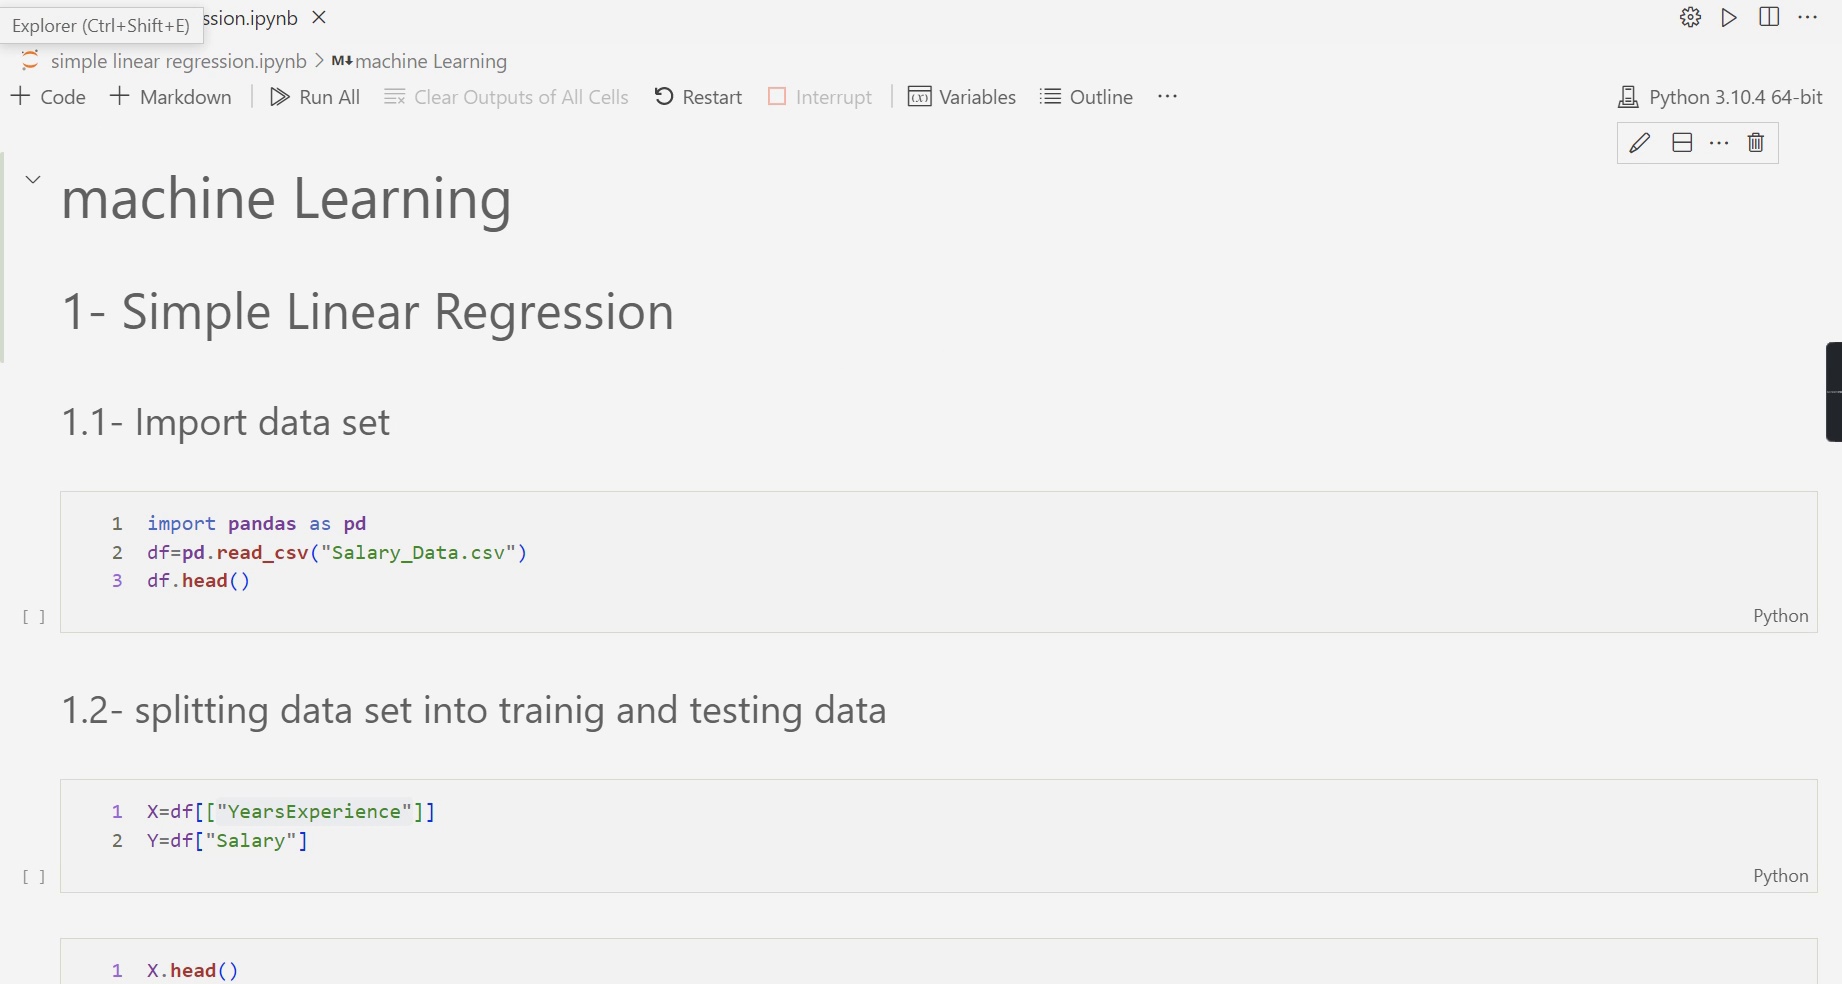 Explorer (Ctrl+Shift+E)
ssion.ipynb
simple linear regression.ipynb > M↓machine Learning
+ Code + Markdown Run All Clear Outputs of All Cells Restart Interrupt (x) Variables Outline ...
Python 3.10.4 64-bit
machine Learning
1- Simple Linear Regression
1.1- Import data set
1 import pandas as pd
2 df=pd.read_csv("Salary_Data.csv")
3 df.head()
[ ]
Python
1.2- splitting data set into trainig and testing data
1 X=df[["YearsExperience"]]
2 Y=df["Salary"]
[ ]
Python
1 X.head()